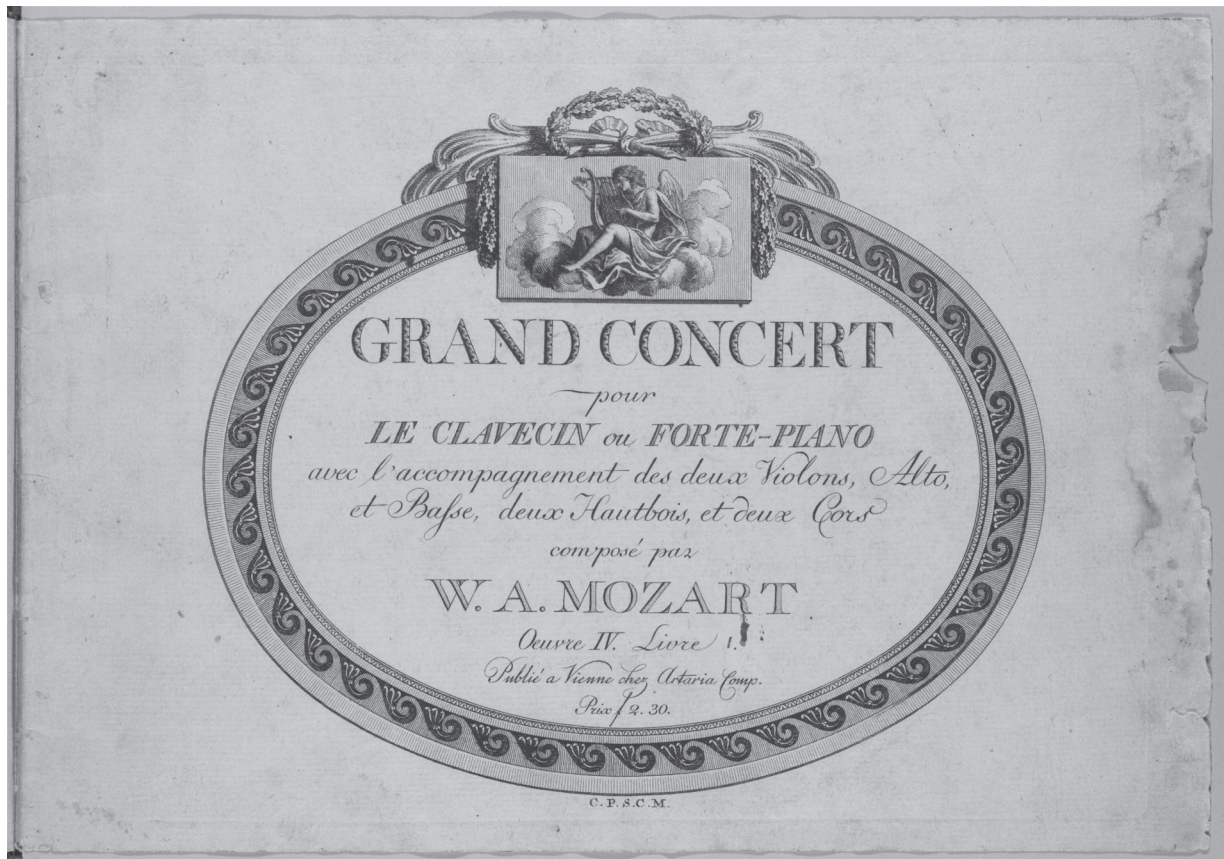 GRAND CONCERT
pour
LE CLAVECIN ou FORTE-PIANO
avec l'accompagnement des deux Violons, Alto,
et Baſse, deux Hautbois, et deux Cors
composé par
W. A. MOZART
Oeuvre IV. Livre 1.
Publié a Vienne chez Artaria Comp.
Prix f 2. 30.
C. P. S. C. M.